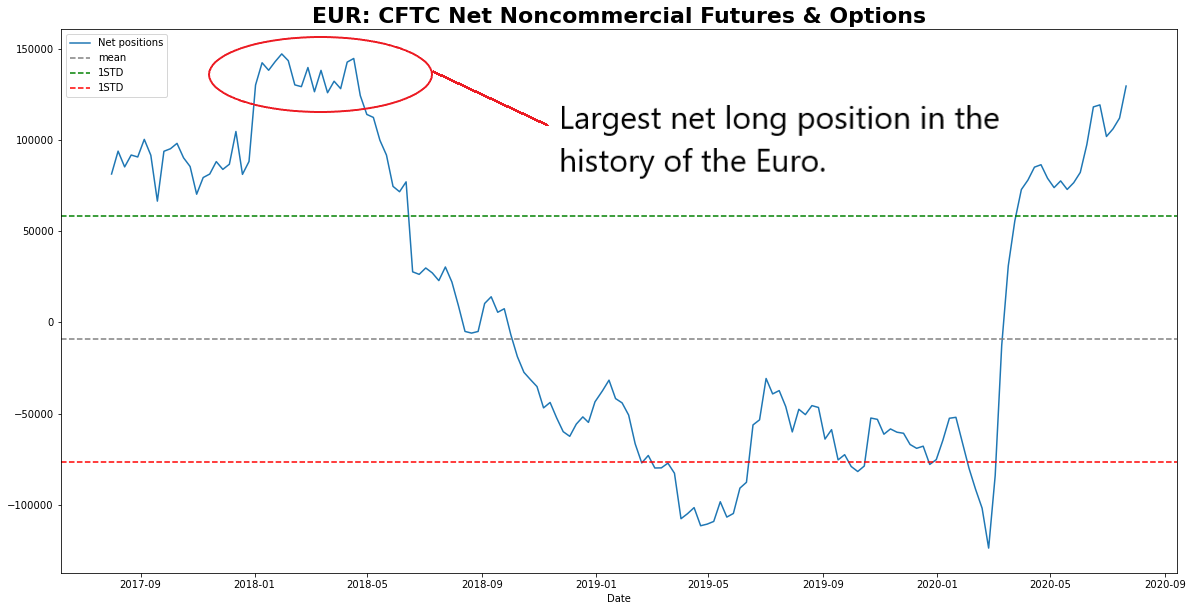 EUR: CFTC Net Noncommercial Futures & Options
Net positions
mean
1STD
1STD
Largest net long position in the
history of the Euro.
150000
100000
50000
0
−50000
−100000
2017-09
2018-01
2018-05
2018-09
2019-01
2019-05
2019-09
2020-01
2020-05
2020-09
Date